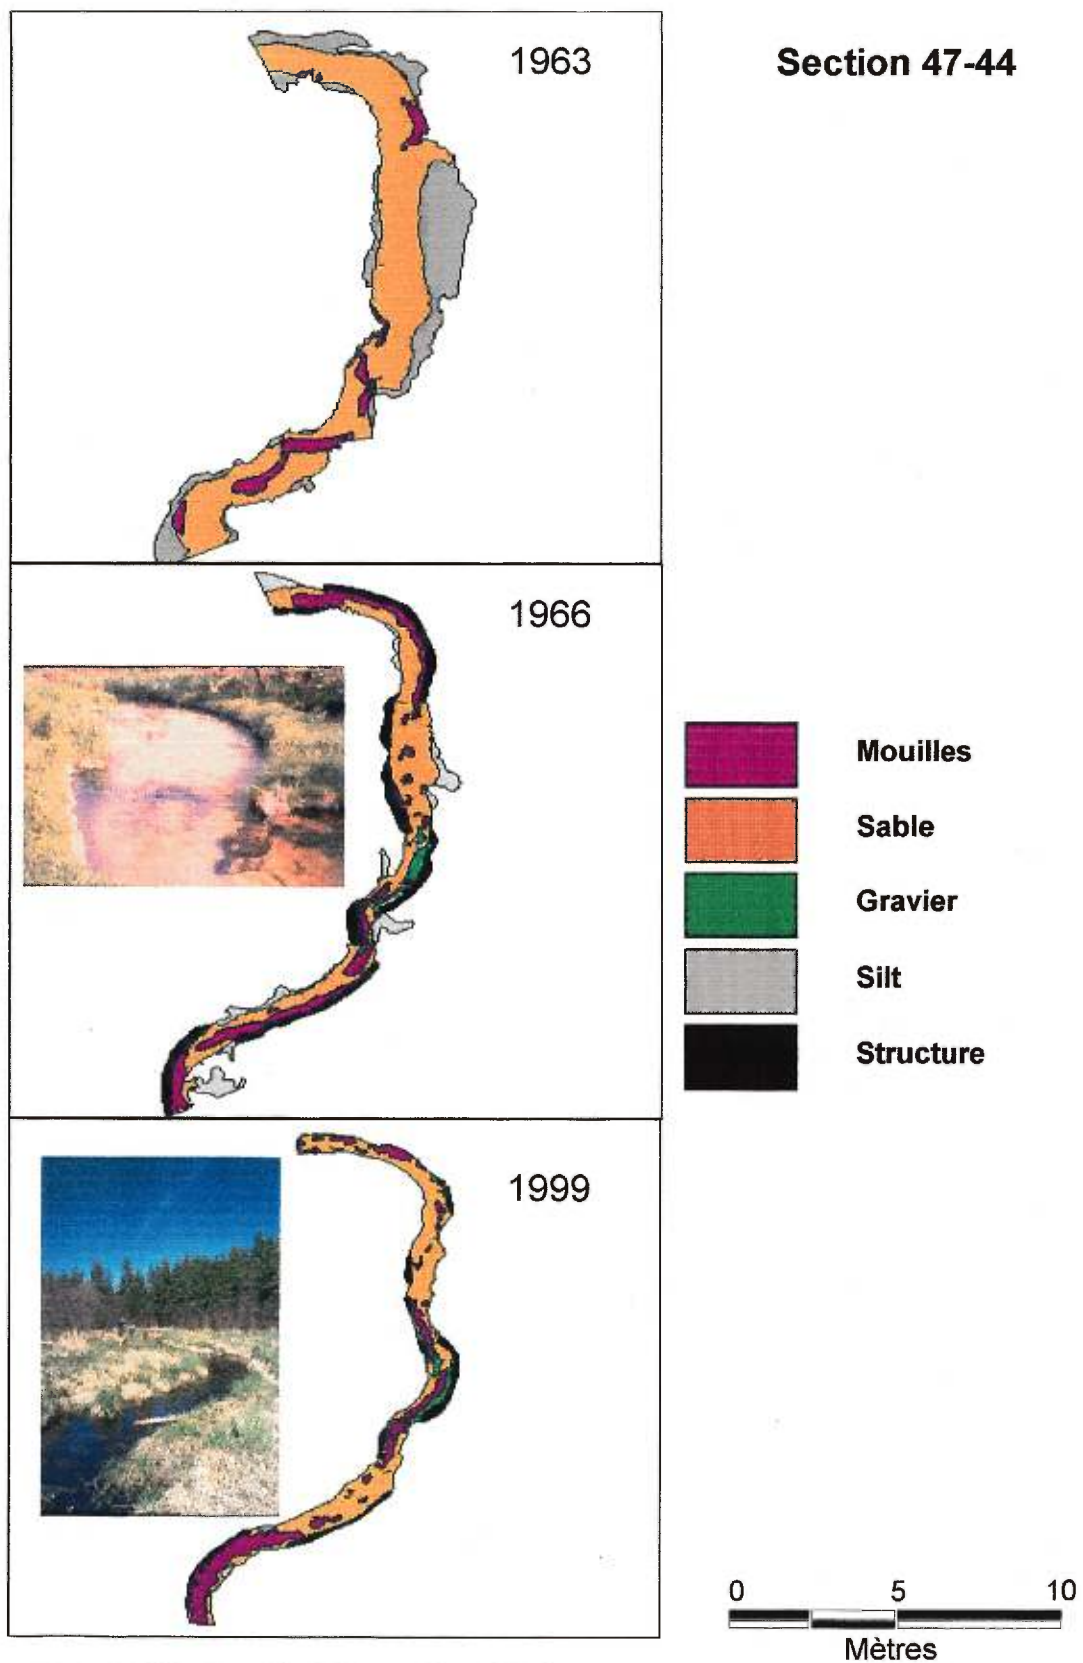 1963
Section 47-44
1966
Mouilles
Sable
Gravier
Silt
Structure
1999
0 5 10
Mètres